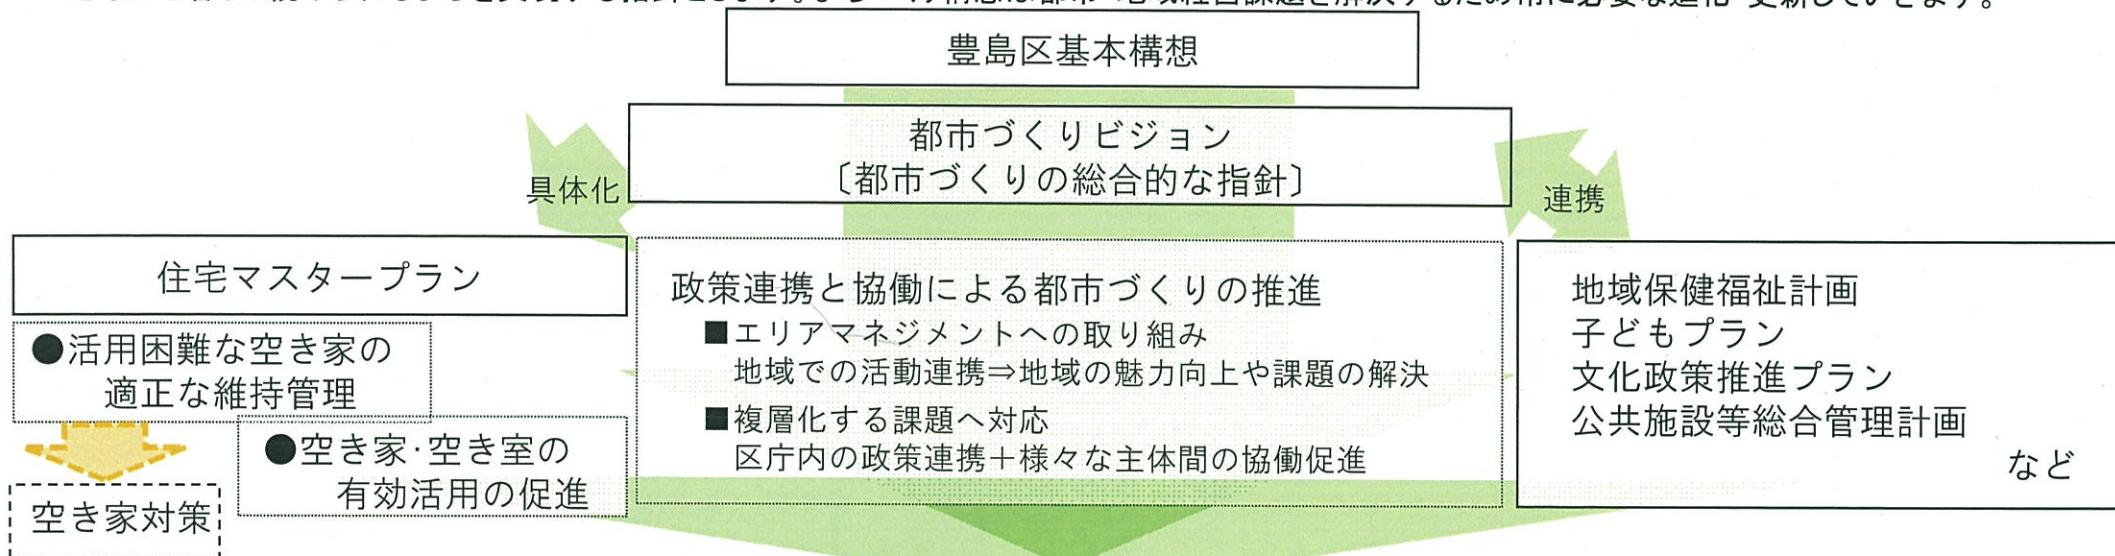 豊島区基本構想
都市づくりビジョン
〔都市づくりの総合的な指針〕
具体化
連携
住宅マスタープラン
●活用困難な空き家の
適正な維持管理
●空き家・空き室の
有効活用の促進
空き家対策
政策連携と協働による都市づくりの推進
■エリアマネジメントへの取り組み
地域での活動連携⇒地域の魅力向上や課題の解決
■複層化する課題へ対応
区庁内の政策連携＋様々な主体間の協働促進
地域保健福祉計画
子どもプラン
文化政策推進プラン
公共施設等総合管理計画
など